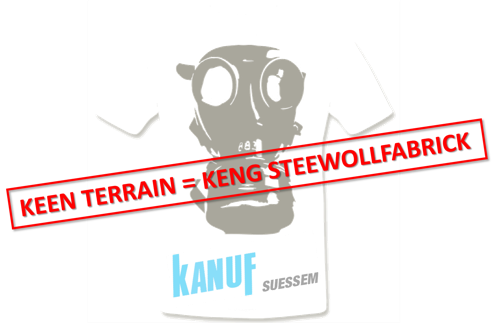 KEEN TERRAIN = KENG STEEWOLLFABRICK
KANUF SUESSEM